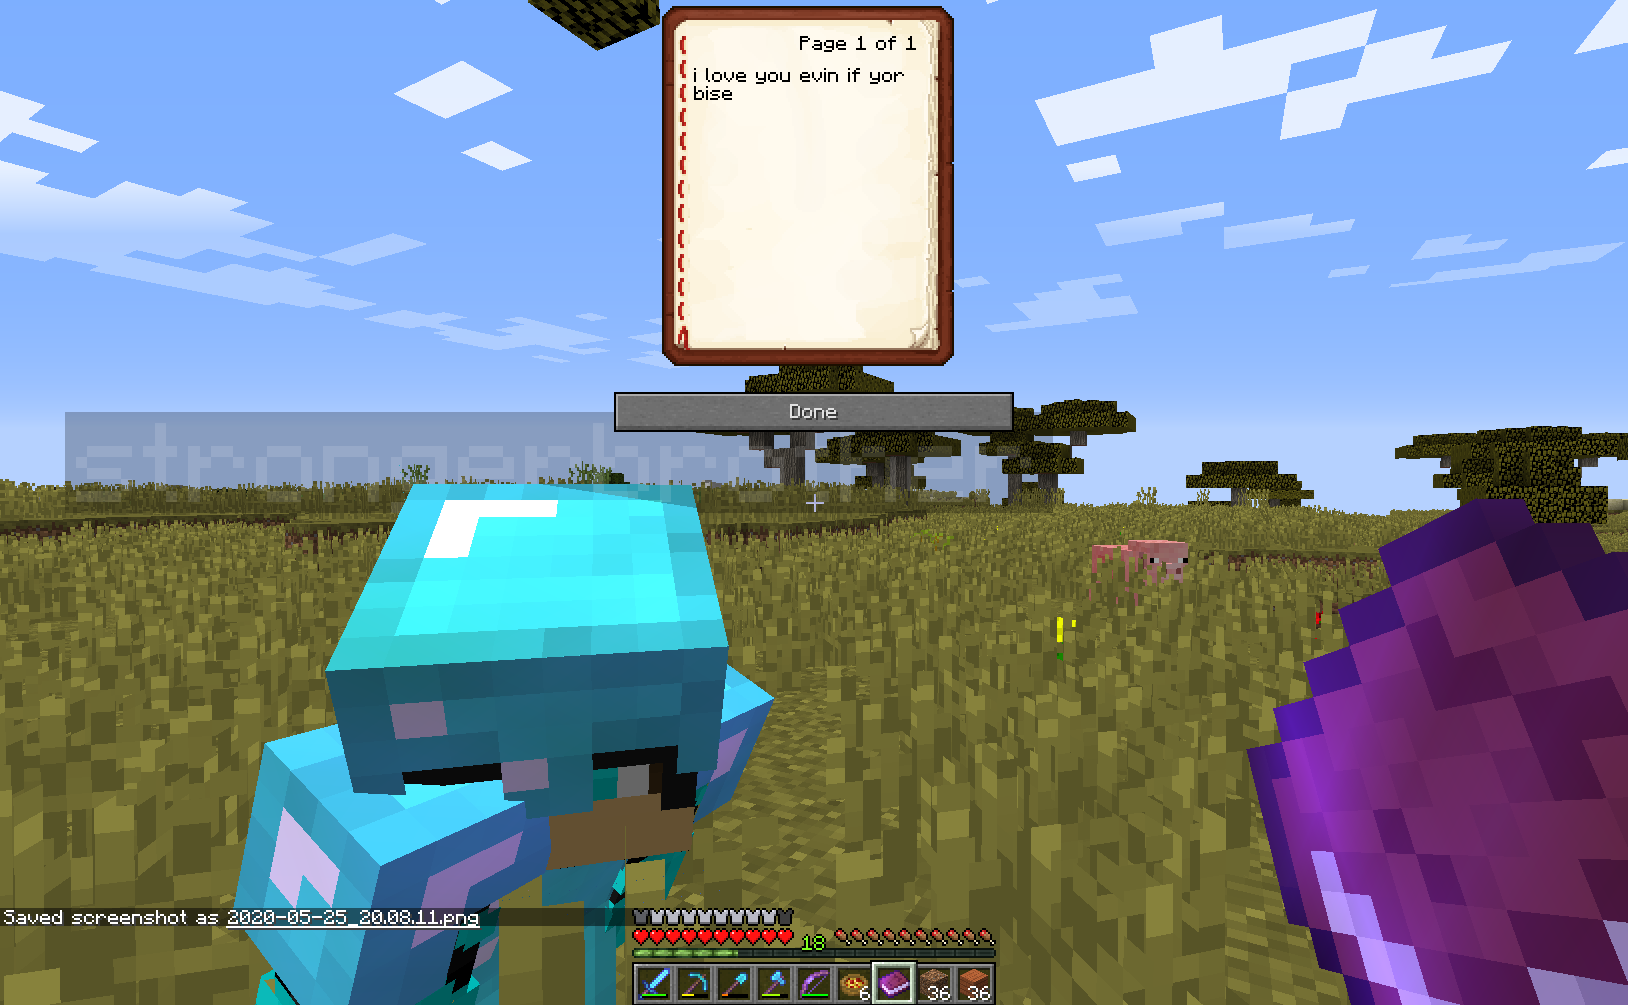 Page 1 of 1
i love you evin if yor
bise
Done
strongerbrother
Saved screenshot as 2020-05-25_20.08.11.png
18
6
36
36